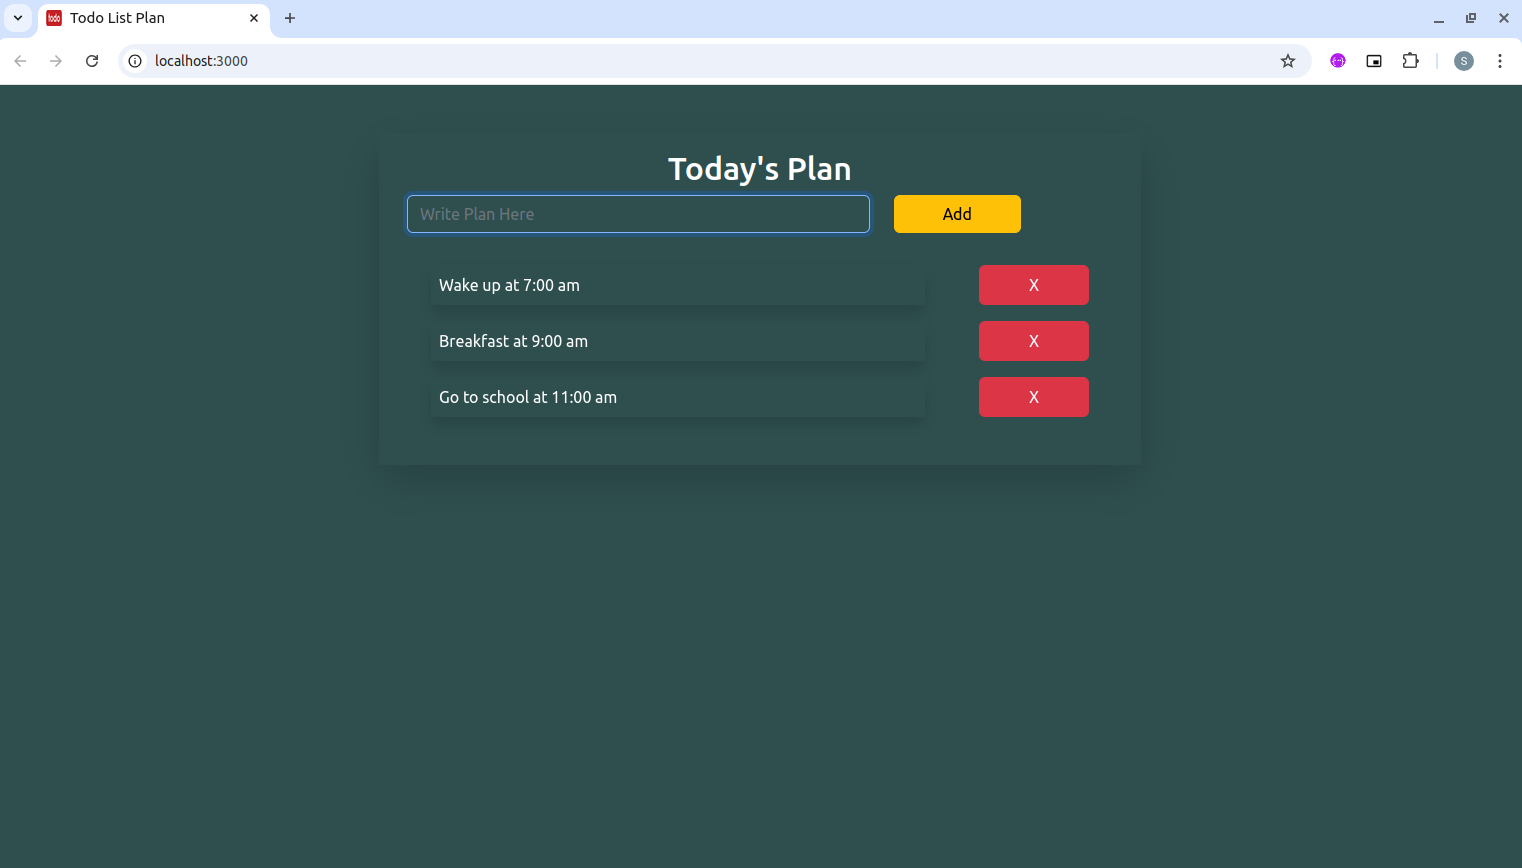 todo Todo List Plan
localhost:3000
S
Today's Plan
Write Plan Here Add
Wake up at 7:00 am X
Breakfast at 9:00 am X
Go to school at 11:00 am X